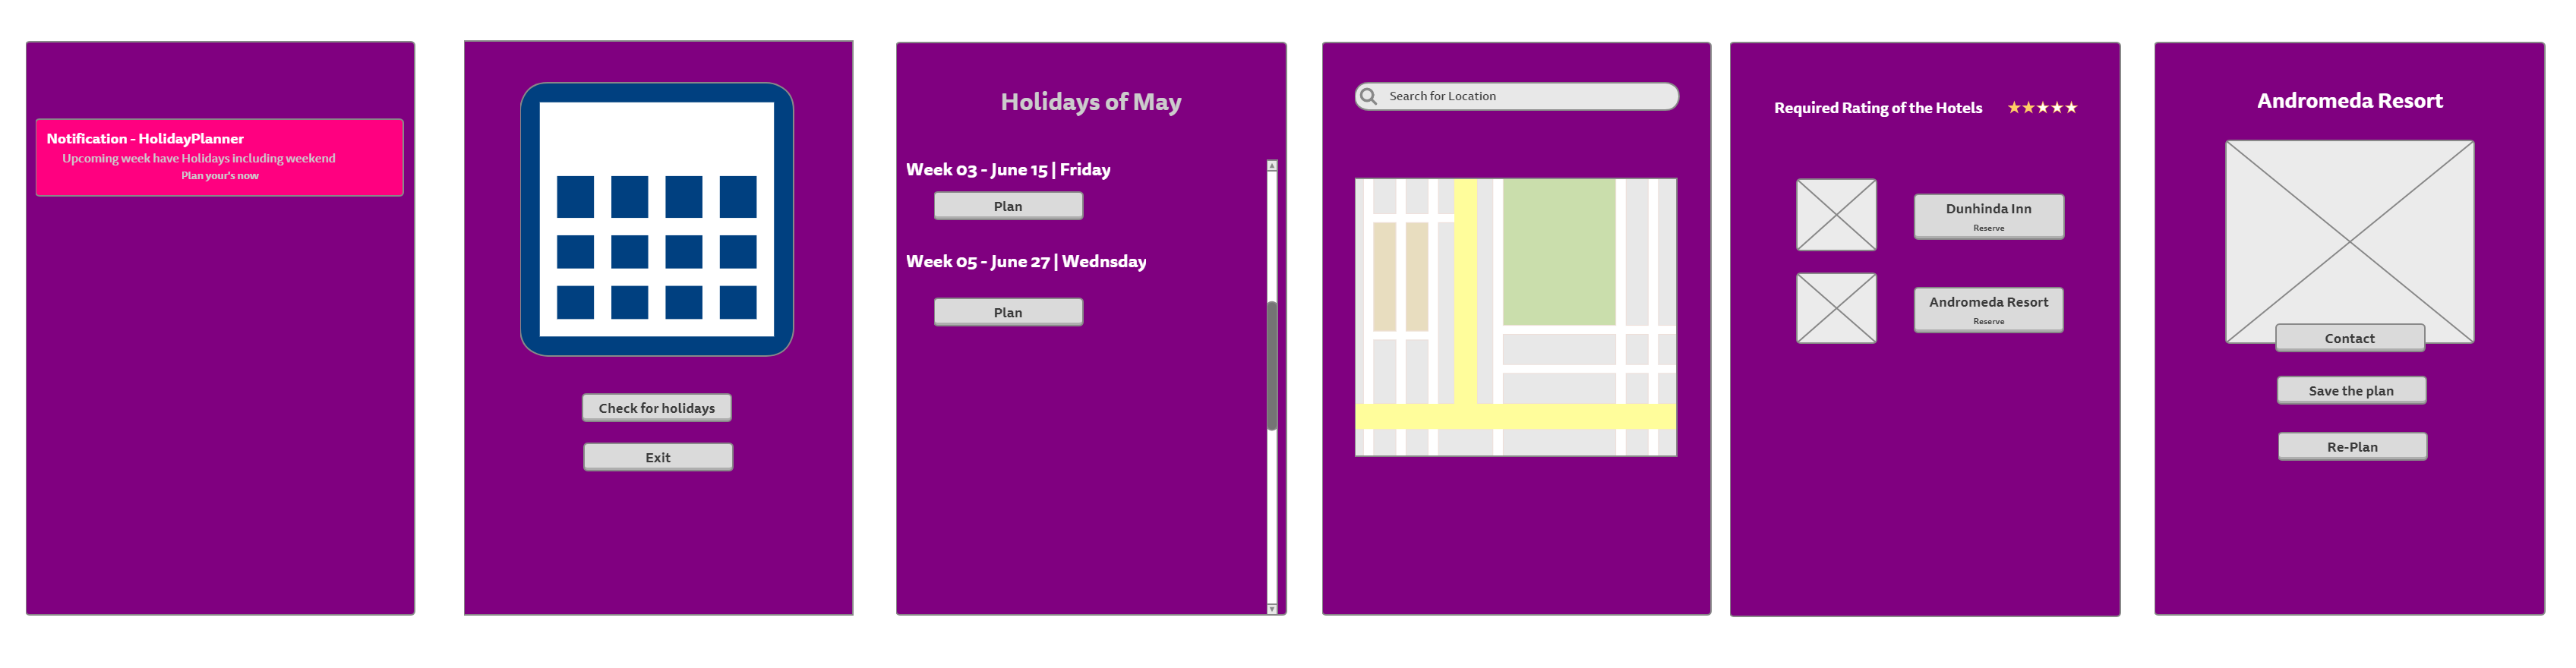 Notification - HolidayPlanner
Upcoming week have Holidays including weekend
Plan your's now
Check for holidays
Exit
Holidays of May
Week 03 - June 15 | Friday
Plan
Week 05 - June 27 | Wednsday
Plan
Search for Location
Required Rating of the Hotels
Dunhinda Inn
Reserve
Andromeda Resort
Reserve
Andromeda Resort
Contact
Save the plan
Re-Plan